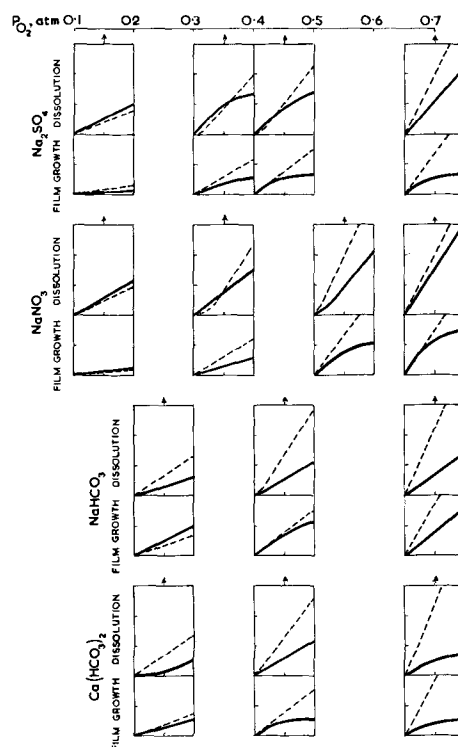 P_O₂, atm 0·1 0·2 0·3 0·4 0·5 0·6 0·7
Na₂SO₄
DISSOLUTION
FILM GROWTH
NaNO₃
DISSOLUTION
FILM GROWTH
NaHCO₃
DISSOLUTION
FILM GROWTH
Ca(HCO₃)₂
DISSOLUTION
FILM GROWTH